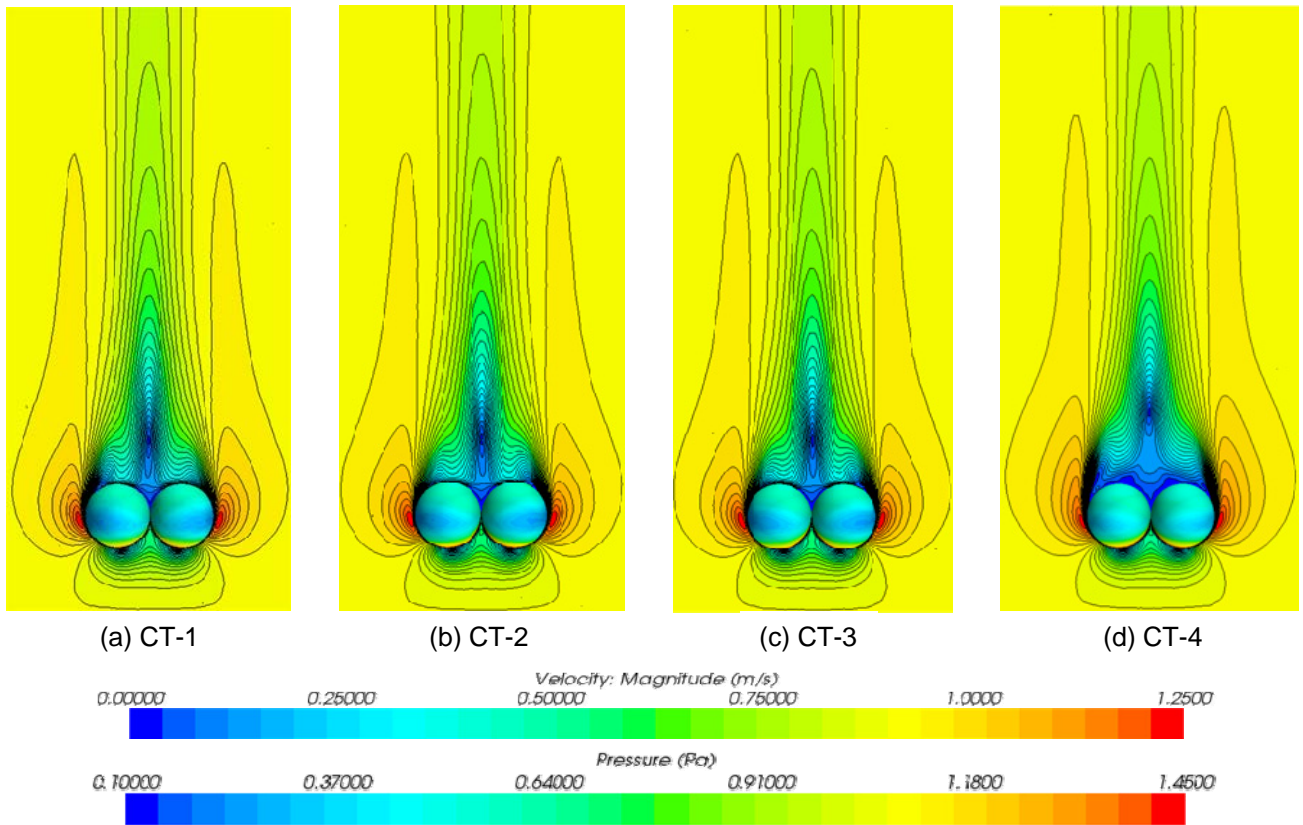 (a) CT-1
(b) CT-2
(c) CT-3
(d) CT-4
Velocity: Magnitude (m/s)
0.00000 0.25000 0.50000 0.75000 1.0000 1.2500
Pressure (Pa)
0.10000 0.37000 0.64000 0.91000 1.1800 1.4500